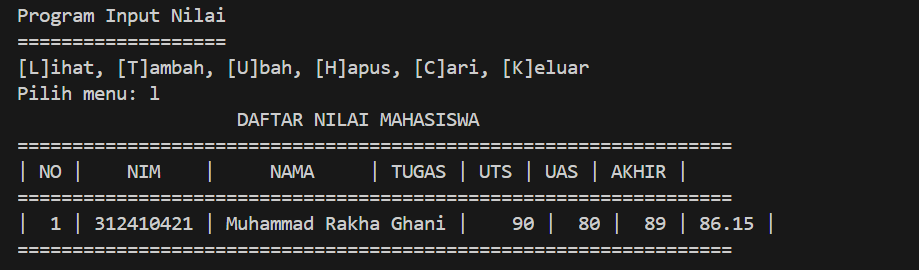 Program Input Nilai
===================
[L]ihat, [T]ambah, [U]bah, [H]apus, [C]ari, [K]eluar
Pilih menu: l
                    DAFTAR NILAI MAHASISWA
=================================================================
| NO |    NIM    |     NAMA     | TUGAS | UTS | UAS | AKHIR |
=================================================================
|  1 | 312410421 | Muhammad Rakha Ghani |    90 |  80 |  89 | 86.15 |
=================================================================